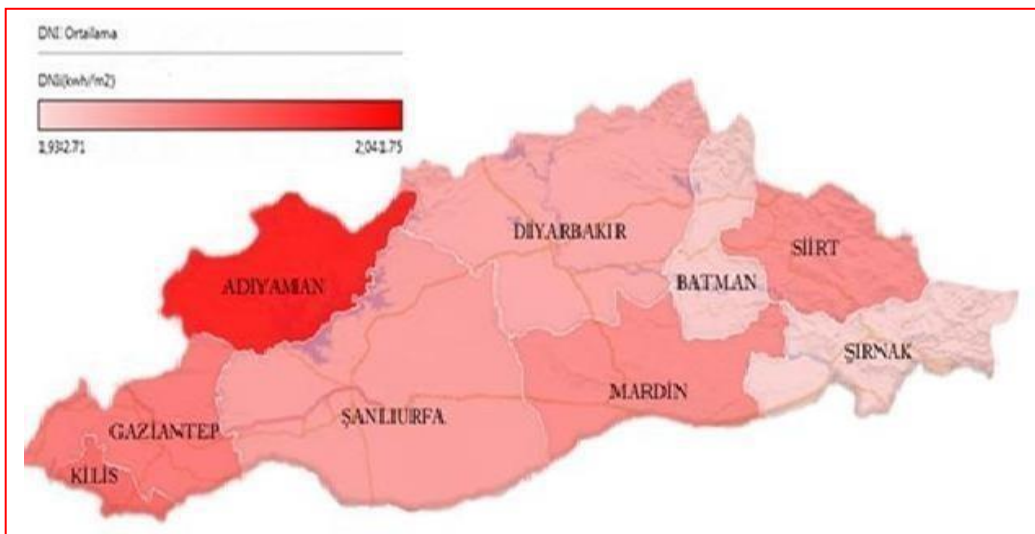 DNI: Ortalama
DNI(kwh/m2)
1,932.71 2,041.75
DİYARBAKIR
SİİRT
ADIYAMAN
BATMAN
ŞIRNAK
MARDİN
ŞANLIURFA
GAZİANTEP
KİLİS